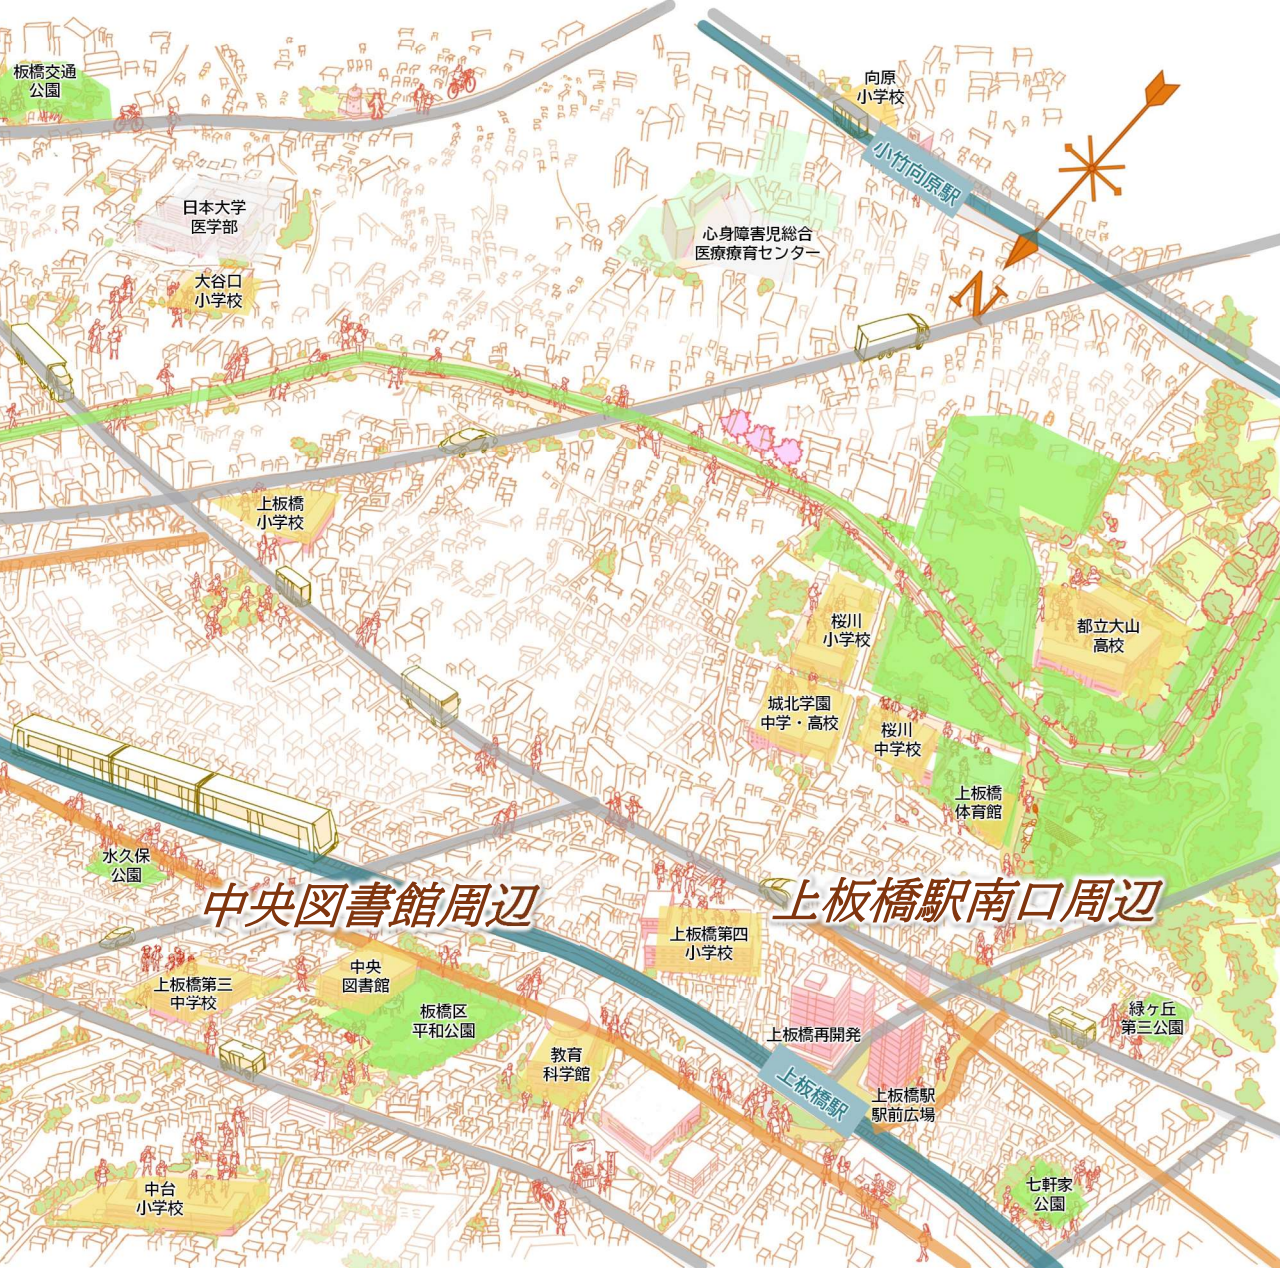 板橋交通
公園
向原
小学校
小竹向原駅
日本大学
医学部
心身障害児総合
医療療育センター
大谷口
小学校
N
上板橋
小学校
桜川
小学校
都立大山
高校
城北学園
中学・高校
桜川
中学校
上板橋
体育館
水久保
公園
中央図書館周辺
上板橋駅南口周辺
上板橋第四
小学校
上板橋第三
中学校
中央
図書館
板橋区
平和公園
緑ヶ丘
第三公園
上板橋再開発
教育
科学館
上板橋駅
上板橋駅
駅前広場
中台
小学校
七軒家
公園